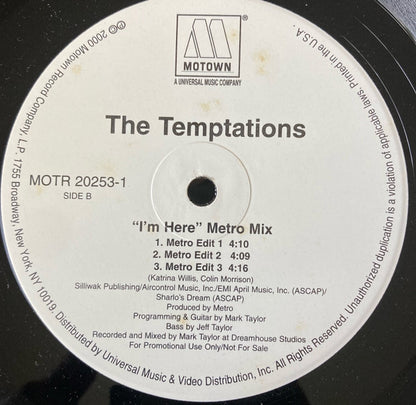 MOTOWN®
A UNIVERSAL MUSIC COMPANY
The Temptations
MOTR 20253-1
SIDE B
"I'm Here" Metro Mix
1. Metro Edit 1 4:10
2. Metro Edit 2 4:09
3. Metro Edit 3 4:16
(Katrina Willis, Colin Morrison)
Silliwak Publishing/Aircontrol Music, Inc./EMI April Music, Inc. (ASCAP)/
Sharlo's Dream (ASCAP)
Produced by Metro
Programming & Guitar by Mark Taylor
Bass by Jeff Taylor
Recorded and Mixed by Mark Taylor at Dreamhouse Studios
For Promotional Use Only/Not For Sale
℗© 2000 Motown Record Company, L.P. 1755 Broadway, New York, NY 10019. Distributed by Universal Music & Video Distribution, Inc. All Rights Reserved. Unauthorized duplication is a violation of applicable laws. Printed in the U.S.A.